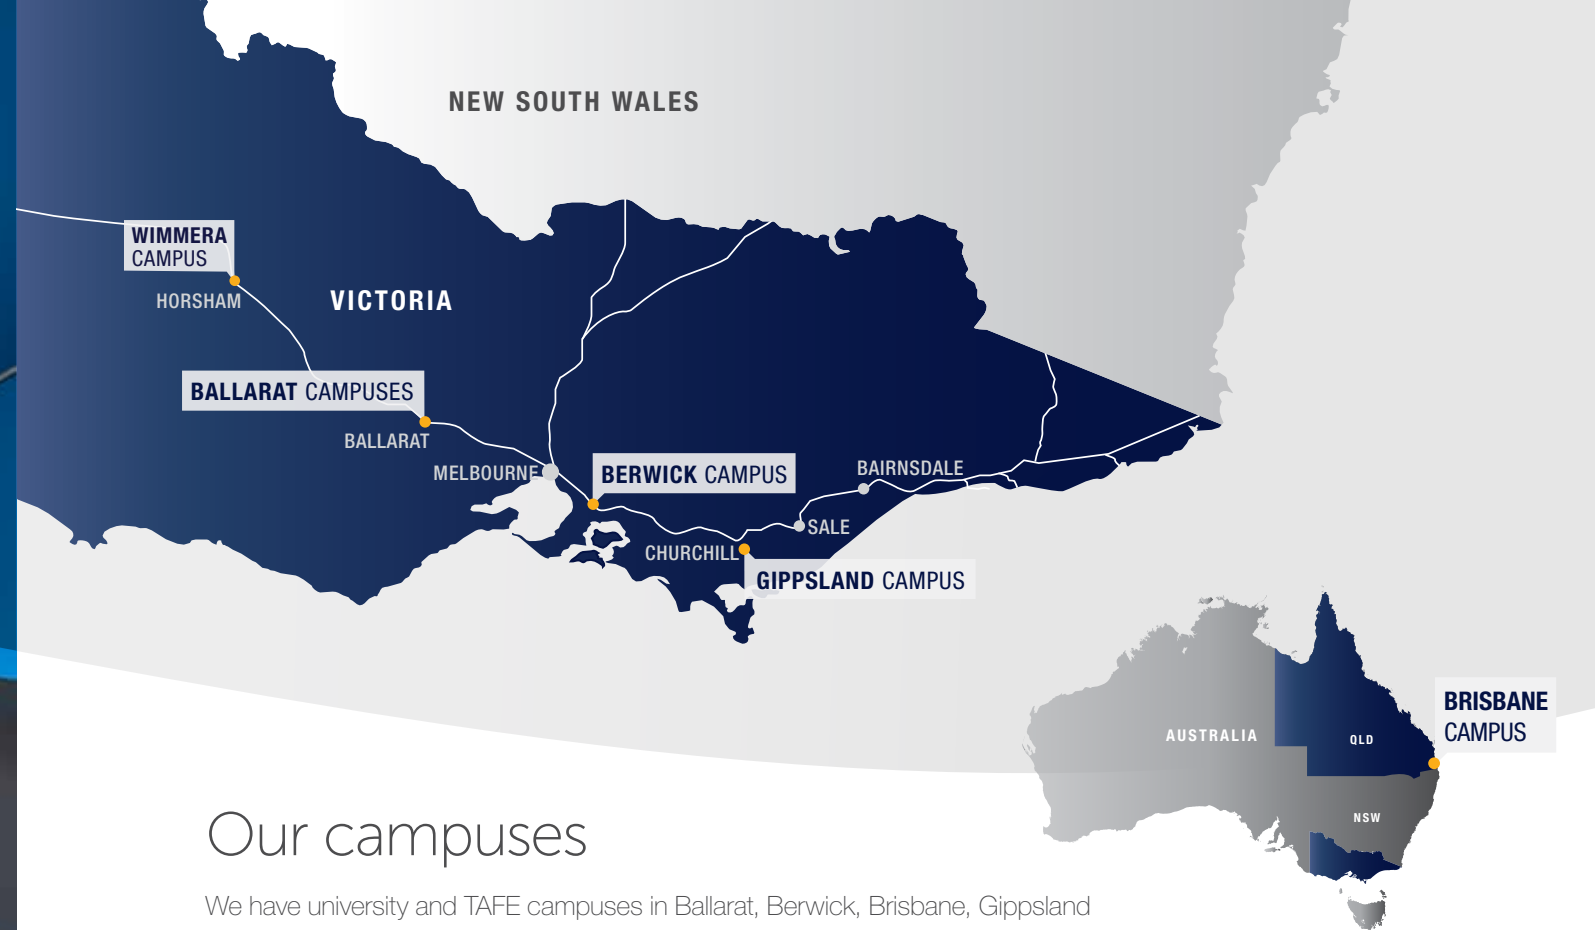 NEW SOUTH WALES
WIMMERA
CAMPUS
HORSHAM
VICTORIA
BALLARAT CAMPUSES
BALLARAT
MELBOURNE
BERWICK CAMPUS
BAIRNSDALE
SALE
CHURCHILL
GIPPSLAND CAMPUS
BRISBANE
CAMPUS
AUSTRALIA
QLD
NSW
Our campuses
We have university and TAFE campuses in Ballarat, Berwick, Brisbane, Gippsland